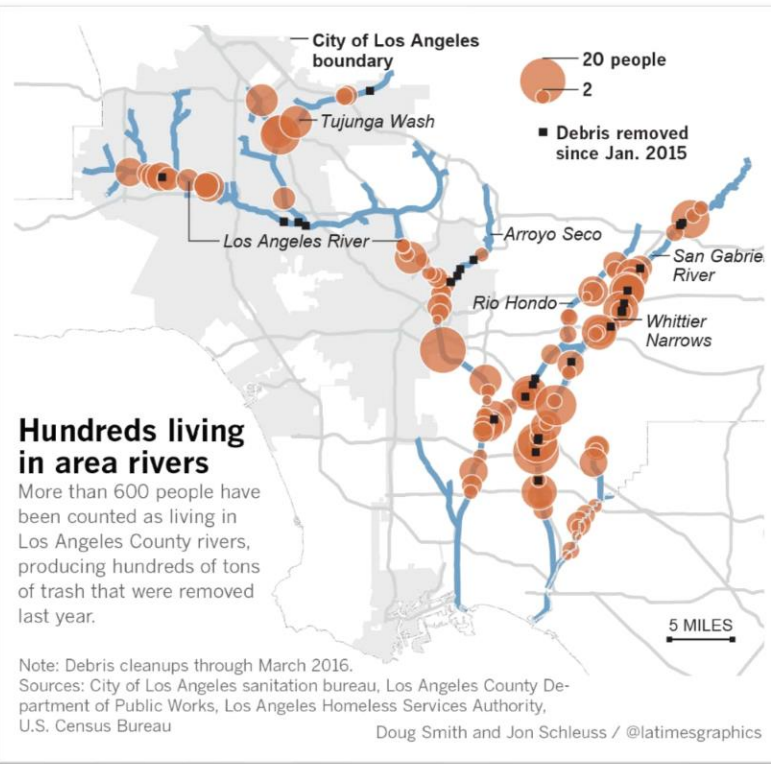 City of Los Angeles
boundary
20 people
2
Debris removed
since Jan. 2015
Tujunga Wash
Los Angeles River
Arroyo Seco
San Gabrie
River
Rio Hondo
Whittier
Narrows
Hundreds living
in area rivers
More than 600 people have
been counted as living in
Los Angeles County rivers,
producing hundreds of tons
of trash that were removed
last year.
5 MILES
Note: Debris cleanups through March 2016.
Sources: City of Los Angeles sanitation bureau, Los Angeles County De-
partment of Public Works, Los Angeles Homeless Services Authority,
U.S. Census Bureau
Doug Smith and Jon Schleuss / @latimesgraphics